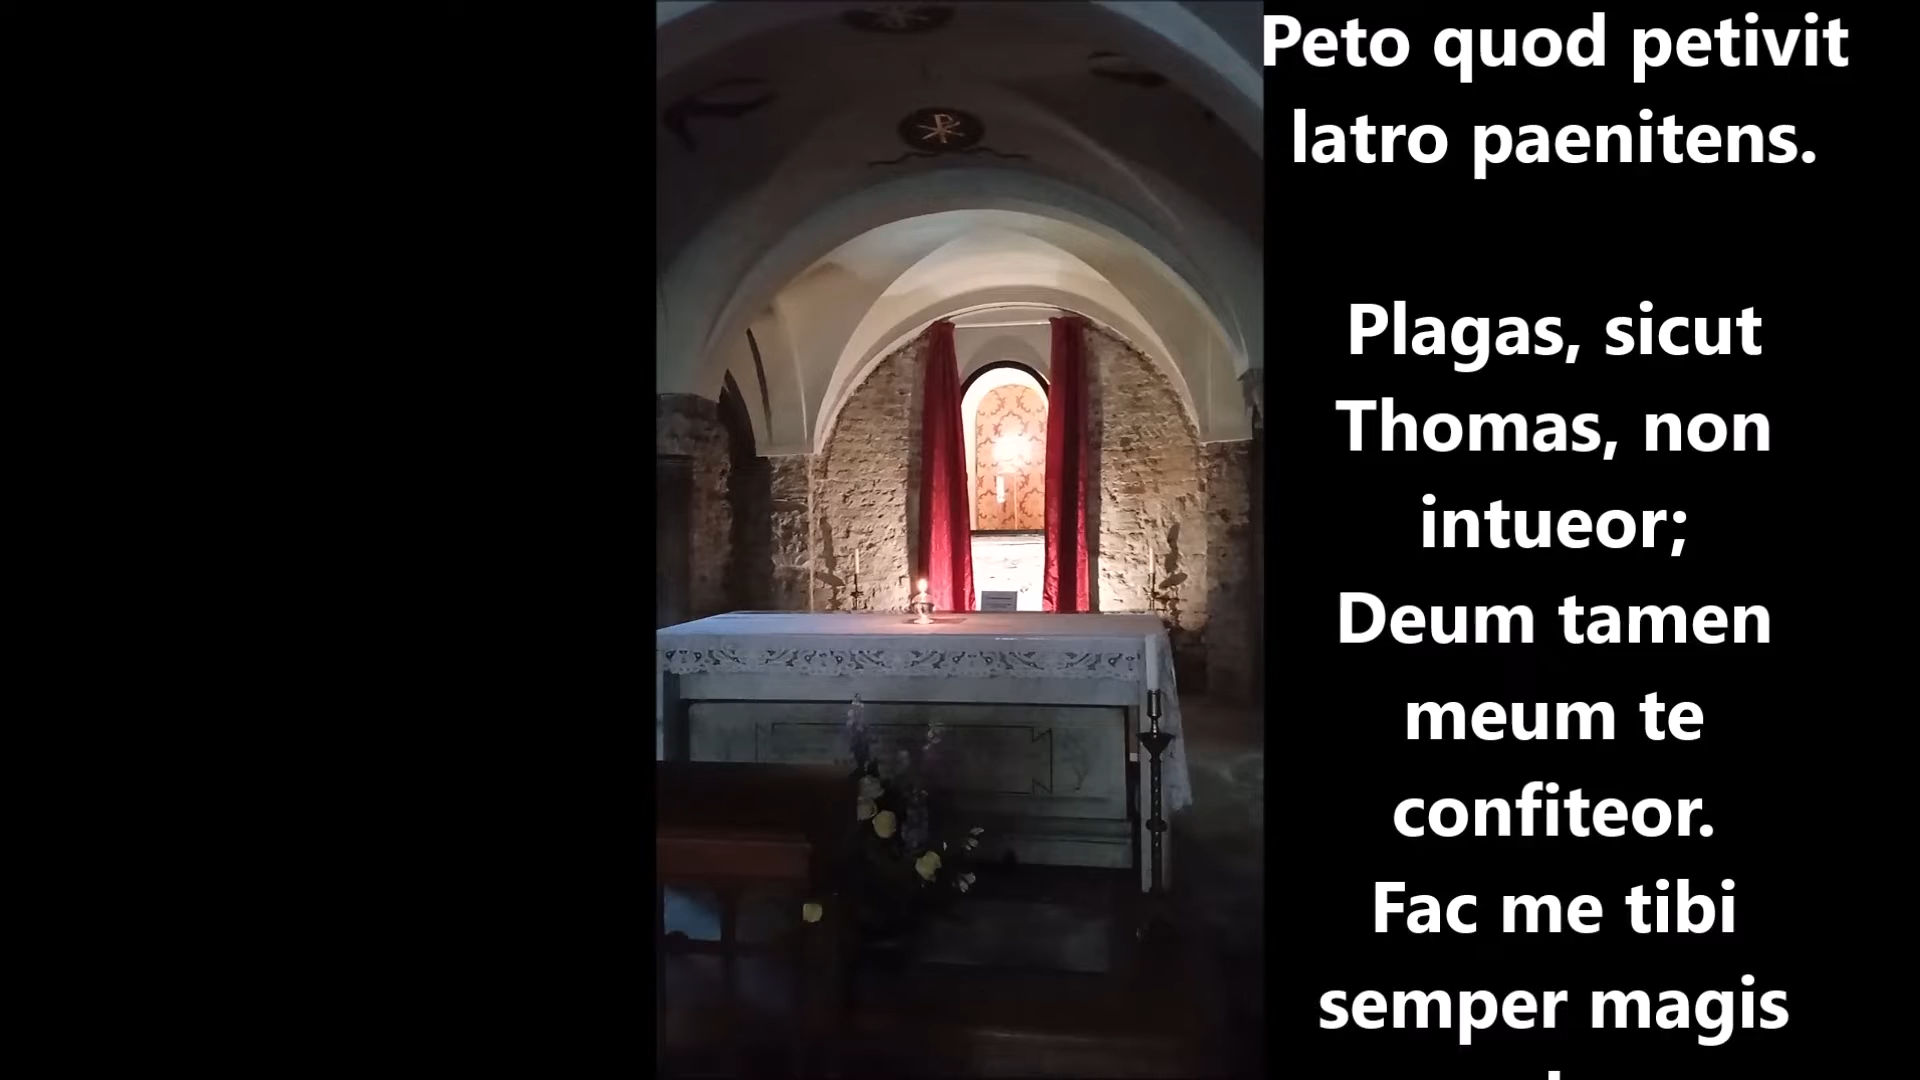 Peto quod petivit
latro paenitens.
Plagas, sicut
Thomas, non
intueor;
Deum tamen
meum te
confiteor.
Fac me tibi
semper magis